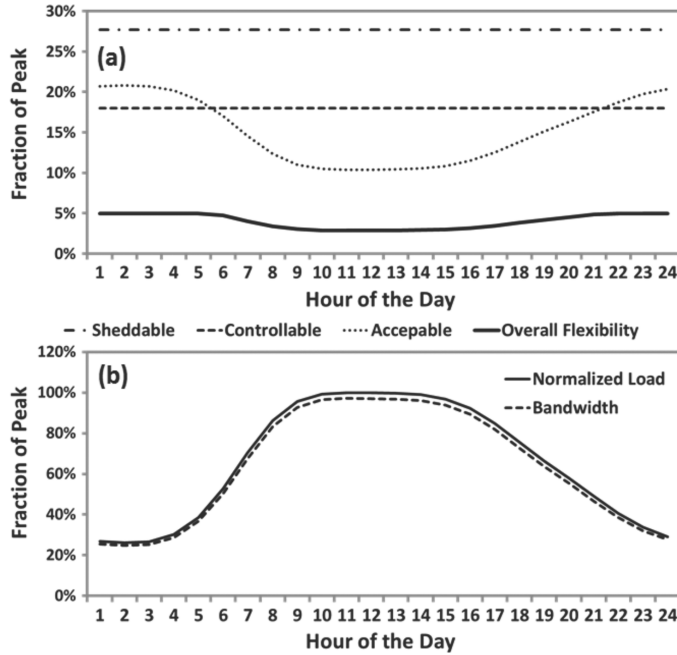 30%
(a)
25%
20%
15%
10%
5%
0%
Fraction of Peak
1 2 3 4 5 6 7 8 9 10 11 12 13 14 15 16 17 18 19 20 21 22 23 24
Hour of the Day
Sheddable Controllable Accepable Overall Flexibility
120%
(b)
Normalized Load
100%
Bandwidth
80%
60%
40%
20%
0%
Fraction of Peak
1 2 3 4 5 6 7 8 9 10 11 12 13 14 15 16 17 18 19 20 21 22 23 24
Hour of the Day